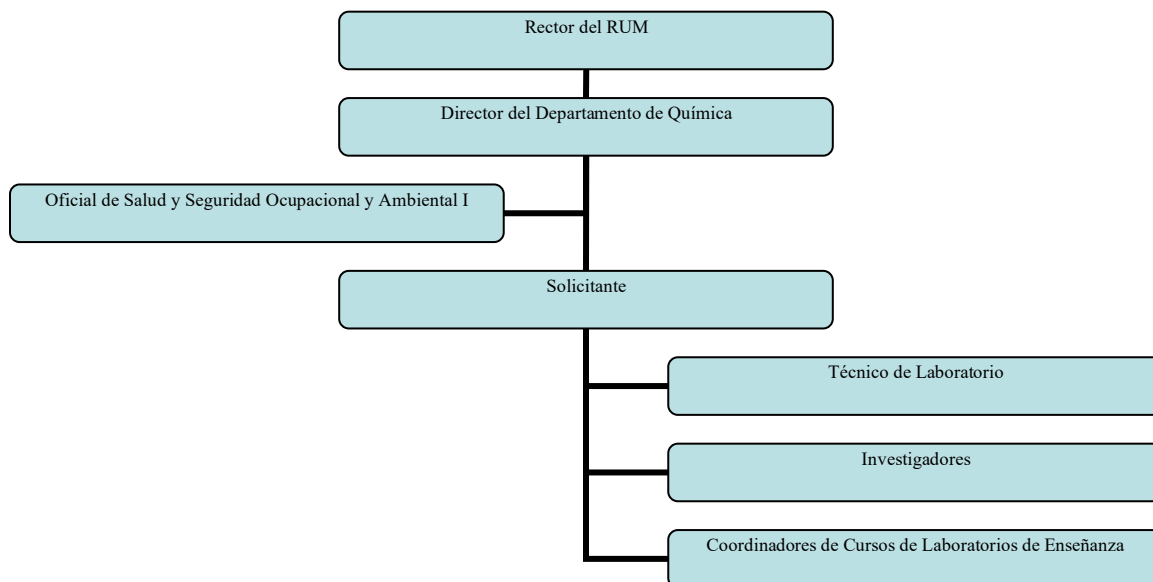 Rector del RUM
Director del Departamento de Química
Oficial de Salud y Seguridad Ocupacional y Ambiental I
Solicitante
Técnico de Laboratorio
Investigadores
Coordinadores de Cursos de Laboratorios de Enseñanza